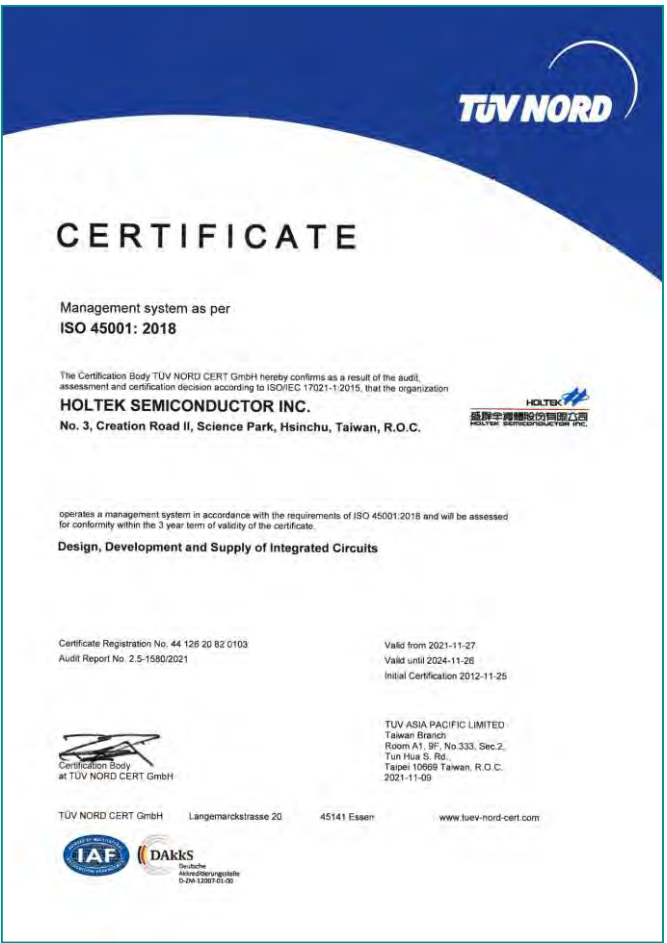 TÜV NORD
CERTIFICATE
Management system as per
ISO 45001: 2018
The Certification Body TÜV NORD CERT GmbH hereby confirms as a result of the audit,
assessment and certification decision according to ISO/IEC 17021-1:2015, that the organization
HOLTEK SEMICONDUCTOR INC.
No. 3, Creation Road II, Science Park, Hsinchu, Taiwan, R.O.C.
HOLTEK
盛群半導體股份有限公司
HOLTEK SEMICONDUCTOR INC.
operates a management system in accordance with the requirements of ISO 45001:2018 and will be assessed
for conformity within the 3 year term of validity of the certificate.
Design, Development and Supply of Integrated Circuits
Certificate Registration No. 44 126 20 82 0103
Audit Report No. 2.5-1580/2021
Valid from 2021-11-27
Valid until 2024-11-26
Initial Certification 2012-11-25
Certification Body
at TÜV NORD CERT GmbH
TUV ASIA PACIFIC LIMITED
Taiwan Branch
Room A1, 9F, No.333, Sec.2,
Tun Hua S. Rd.,
Taipei 10669 Taiwan, R.O.C.
2021-11-09
TÜV NORD CERT GmbH Langemarckstrasse 20 45141 Essen www.tuev-nord-cert.com
IAF
DAkkS
Deutsche
Akkreditierungsstelle
D-ZM-12007-01-00